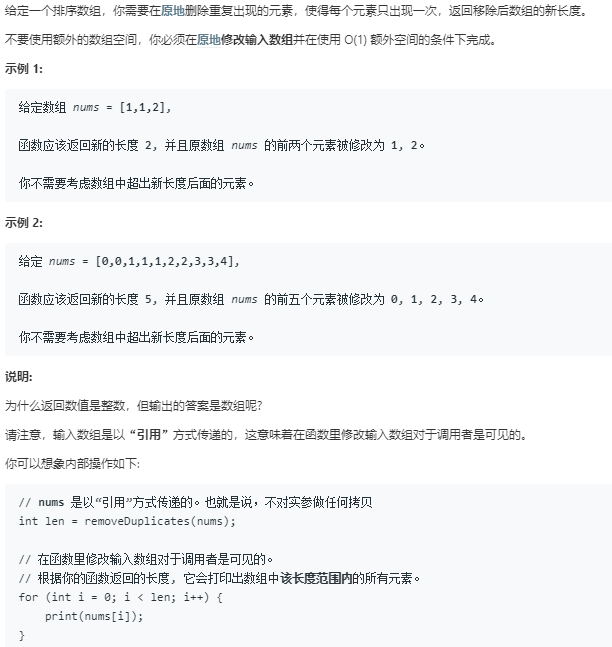 给定一个排序数组，你需要在原地删除重复出现的元素，使得每个元素只出现一次，返回移除后数组的新长度。
不要使用额外的数组空间，你必须在原地修改输入数组并在使用 O(1) 额外空间的条件下完成。
示例 1:
给定数组 nums = [1,1,2],
函数应该返回新的长度 2, 并且原数组 nums 的前两个元素被修改为 1, 2。
你不需要考虑数组中超出新长度后面的元素。
示例 2:
给定 nums = [0,0,1,1,1,2,2,3,3,4],
函数应该返回新的长度 5, 并且原数组 nums 的前五个元素被修改为 0, 1, 2, 3, 4。
你不需要考虑数组中超出新长度后面的元素。
说明:
为什么返回数值是整数，但输出的答案是数组呢?
请注意，输入数组是以“引用”方式传递的，这意味着在函数里修改输入数组对于调用者是可见的。
你可以想象内部操作如下:
// nums 是以“引用”方式传递的。也就是说，不对实参做任何拷贝
int len = removeDuplicates(nums);
// 在函数里修改输入数组对于调用者是可见的。
// 根据你的函数返回的长度, 它会打印出数组中该长度范围内的所有元素。
for (int i = 0; i < len; i++) {
    print(nums[i]);
}